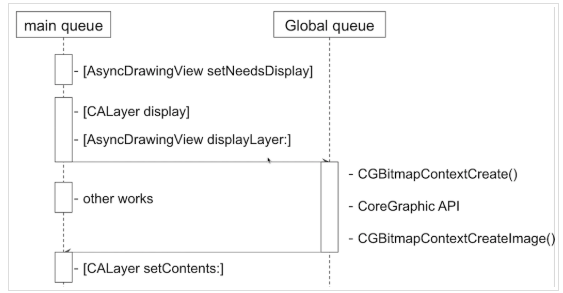 main queue
Global queue
- [AsyncDrawingView setNeedsDisplay]
- [CALayer display]
- [AsyncDrawingView displayLayer:]
- CGBitmapContextCreate()
- other works
- CoreGraphic API
- CGBitmapContextCreateImage()
- [CALayer setContents:]